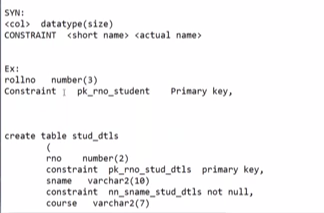 SYN:
<col> datatype(size)
CONSTRAINT <short name> <actual name>
Ex:
rollno number(3)
Constraint pk_rno_student Primary key,
create table stud_dtls
(
rno number(2)
constraint pk_rno_stud_dtls primary key,
sname varchar2(10)
constraint nn_sname_stud_dtls not null,
course varchar2(7)